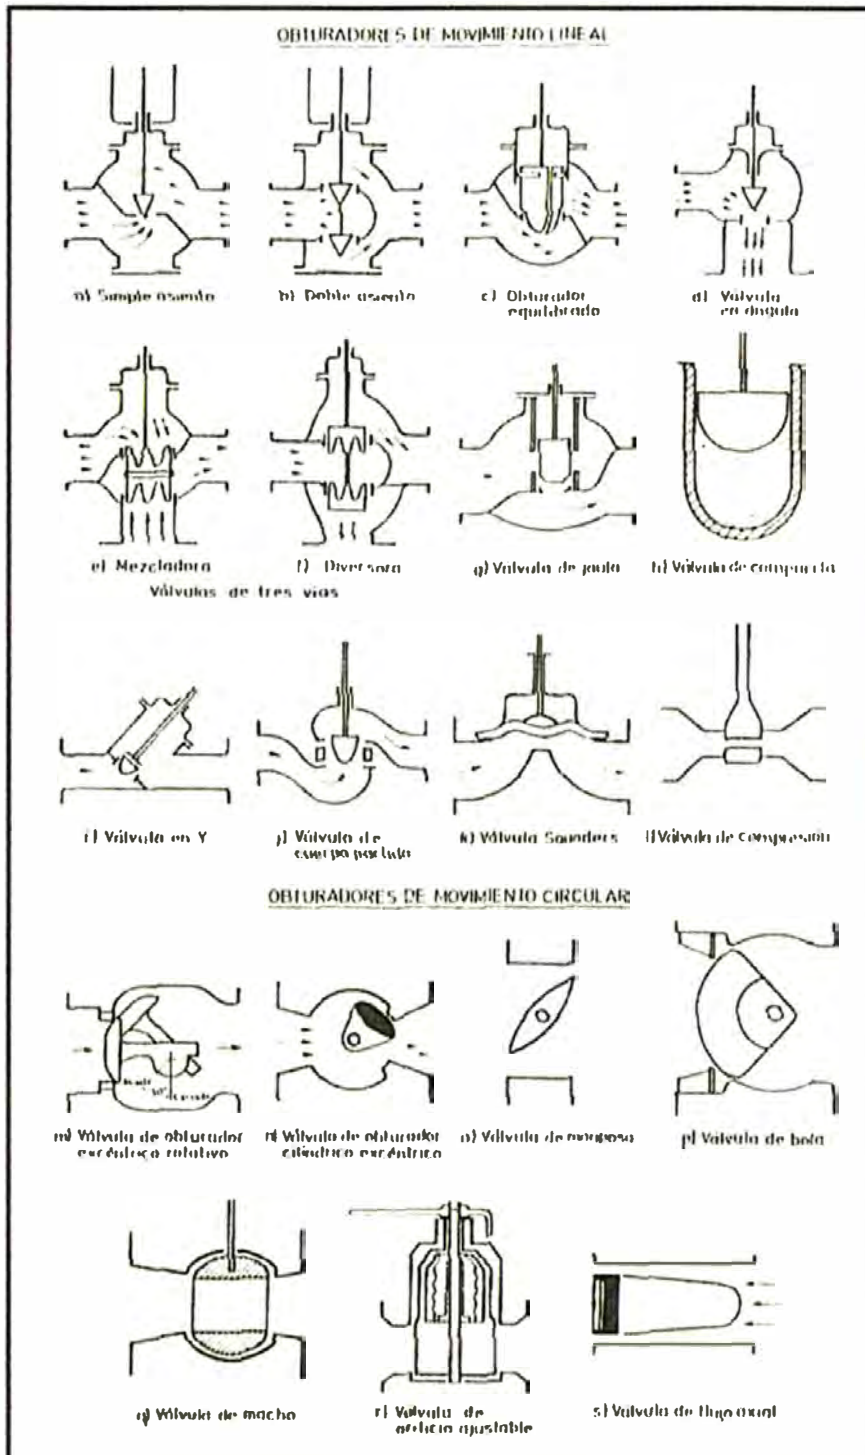 OBTURADORES DE MOVIMIENTO LINEAL
a) Simple asiento
b) Doble asiento
c) Obturador
equilibrado
d) Válvula
en ángulo
e) Mezcladora
f) Diversora
Válvulas de tres vias
g) Válvula de jaula
h) Válvula de compuerta
i) Válvula en Y
j) Válvula de
cuerpo partido
k) Válvula Saunders
l) Válvula de compresión
OBTURADORES DE MOVIMIENTO CIRCULAR
m) Válvula de obturador
excéntrico rotativo
n) Válvula de obturador
cilíndrico excéntrico
o) Válvula de mariposa
p) Válvula de bola
q) Válvula de macho
r) Válvula de
orificio ajustable
s) Válvula de flujo axial